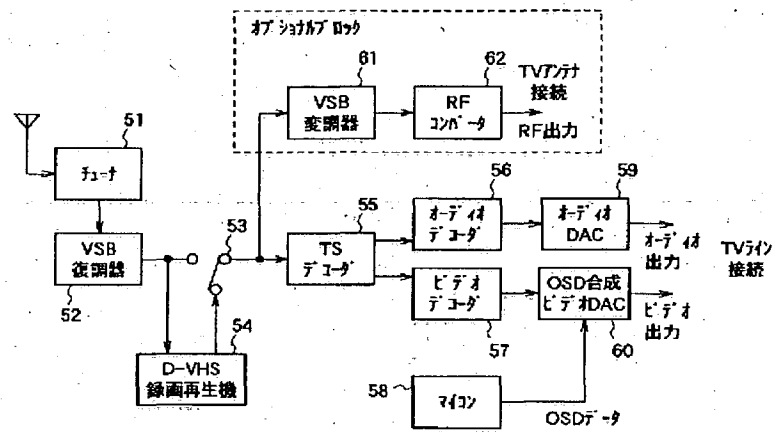 オプショナルブロック
61
62
VSB
変調器
RF
コンバータ
TVアンテナ
接続
RF出力
51
チューナ
VSB
復調器
52
53
54
D-VHS
録画再生機
55
TS
デコーダ
56
オーディオ
デコーダ
59
オーディオ
DAC
オーディオ
出力
TVライン
接続
ビデオ
デコーダ
57
OSD合成
ビデオDAC
60
ビデオ
出力
58
マイコン
OSDデータ